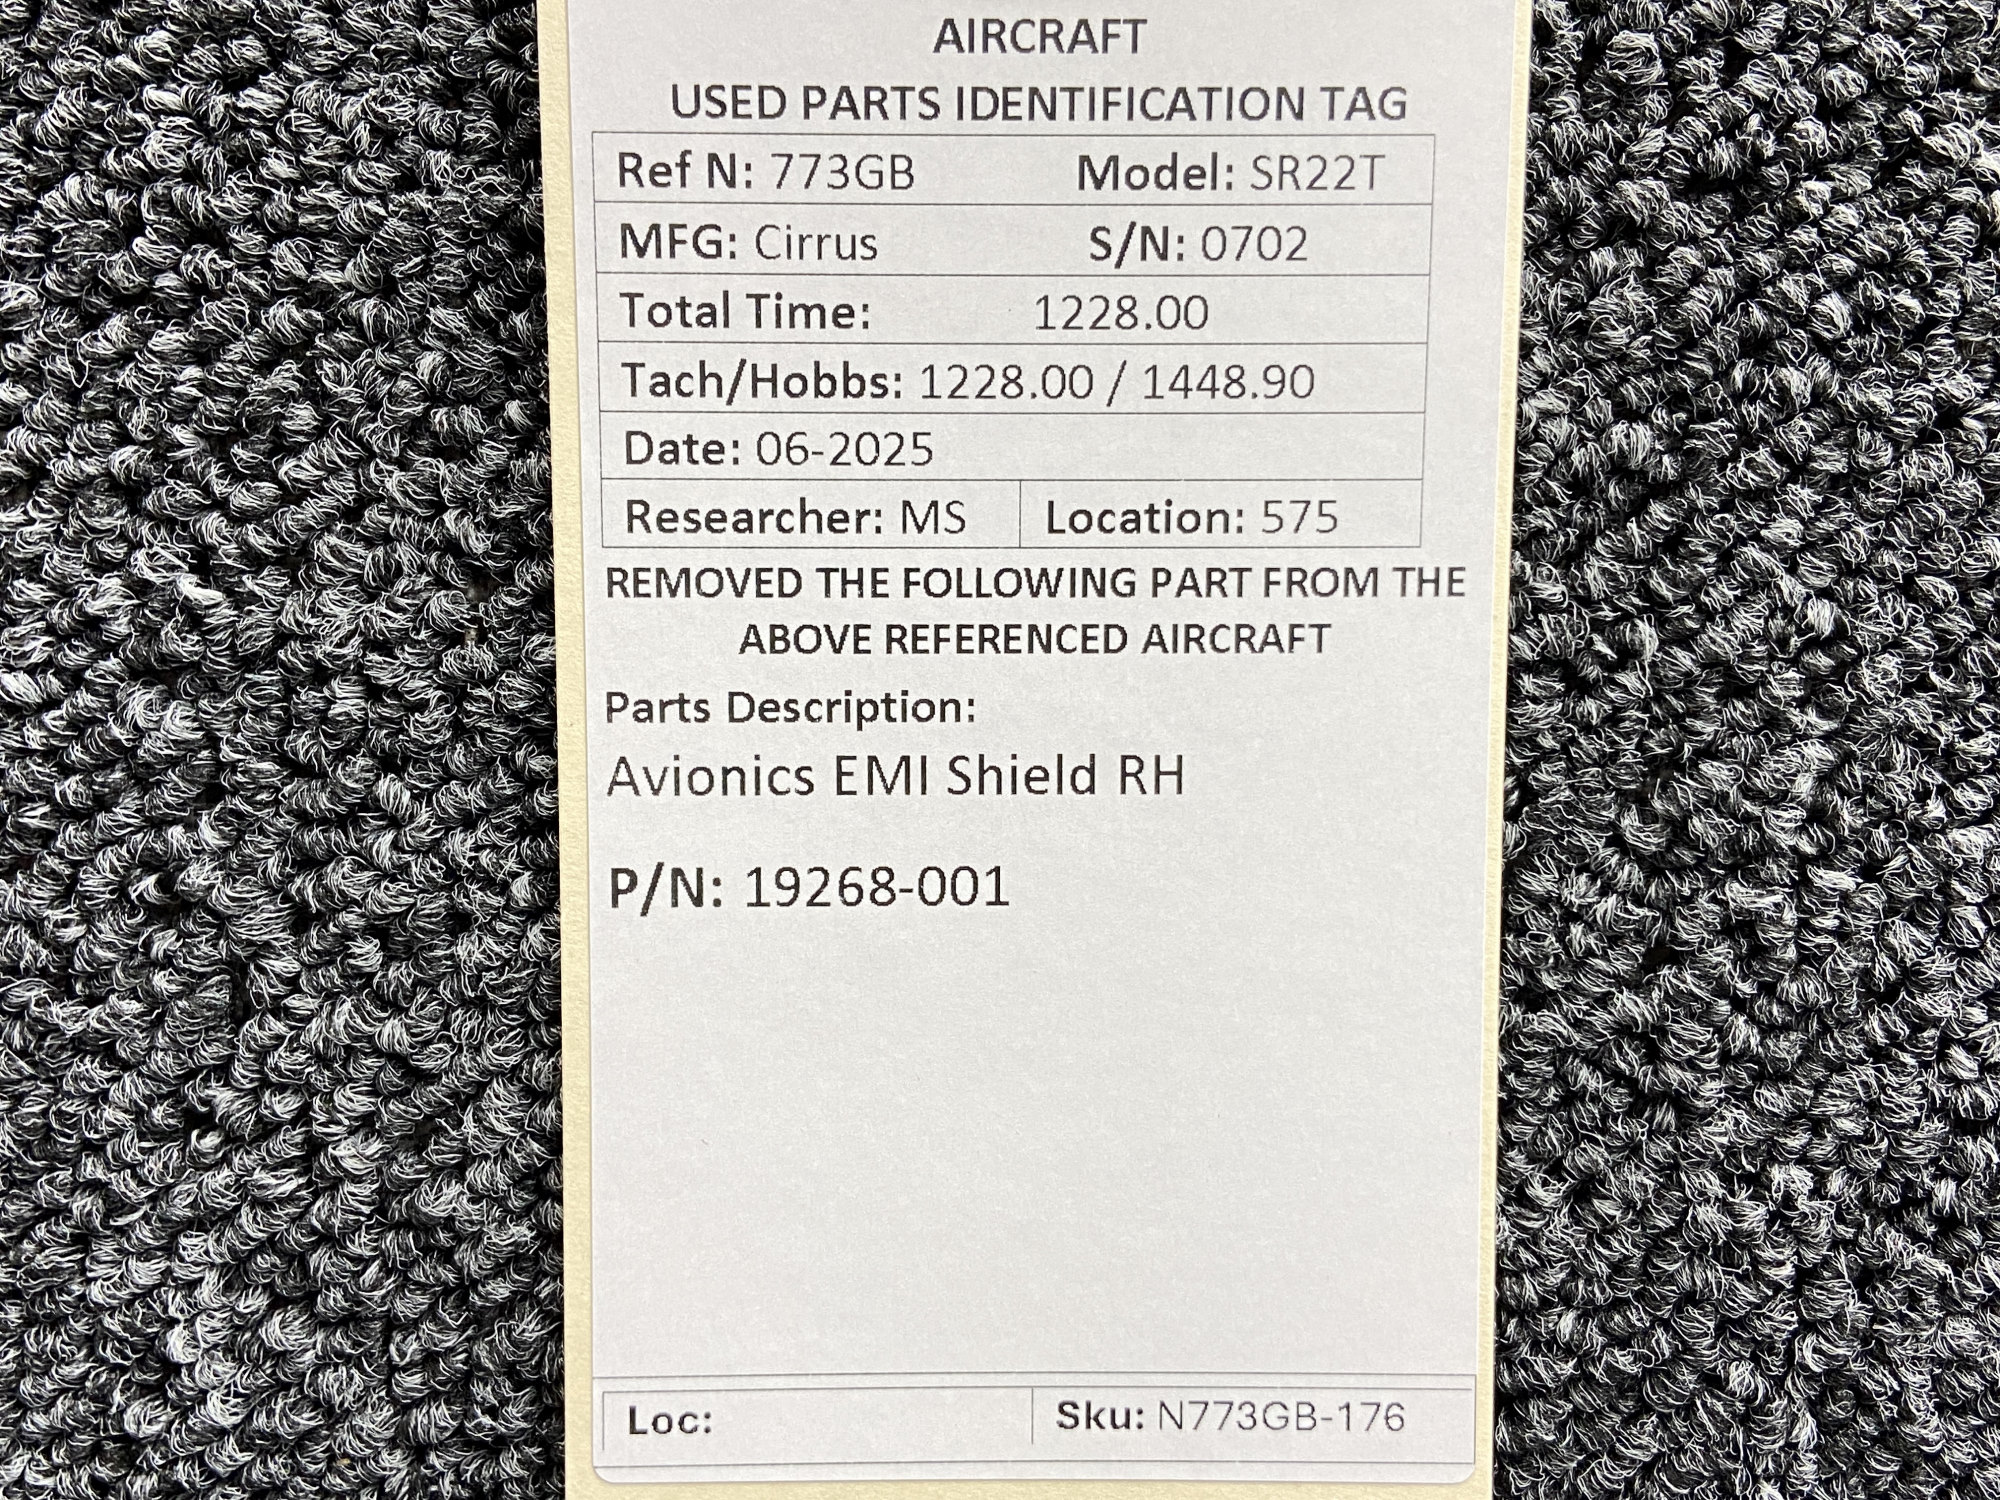 AIRCRAFT
USED PARTS IDENTIFICATION TAG
Ref N: 773GB Model: SR22T
MFG: Cirrus S/N: 0702
Total Time: 1228.00
Tach/Hobbs: 1228.00 / 1448.90
Date: 06-2025
Researcher: MS Location: 575
REMOVED THE FOLLOWING PART FROM THE
ABOVE REFERENCED AIRCRAFT
Parts Description:
Avionics EMI Shield RH
P/N: 19268-001
Loc: Sku: N773GB-176